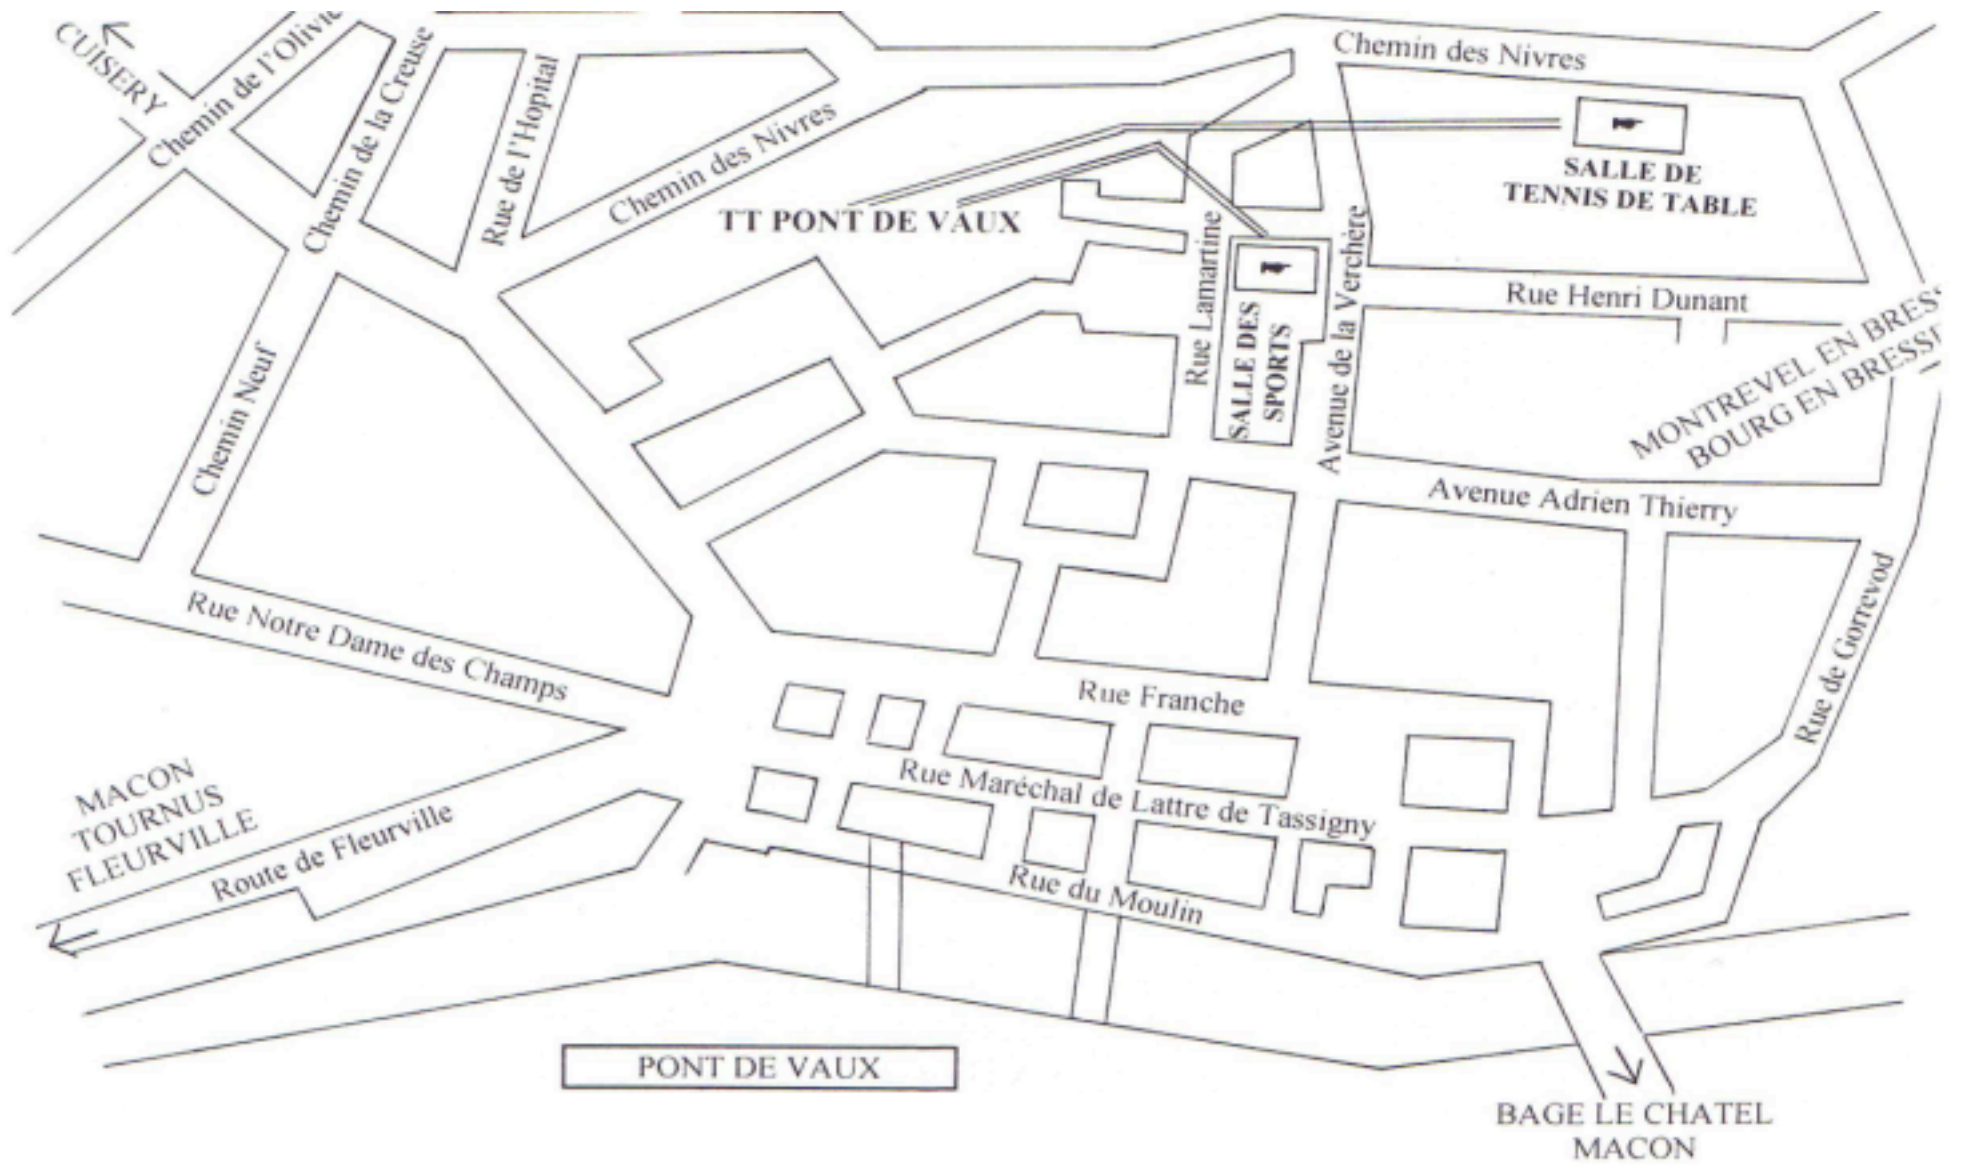 CUISERY
Chemin de l'Olivie
Chemin de la Creuse
Rue de l'Hopital
Chemin des Nivres
Chemin des Nivres
SALLE DE
TENNIS DE TABLE
TT PONT DE VAUX
Rue Lamartine
SALLE DES
SPORTS
Avenue de la Verchère
Rue Henri Dunant
MONTREVEL EN BRESS
BOURG EN BRESSE
Chemin Neuf
Avenue Adrien Thierry
Rue de Gorrevod
Rue Notre Dame des Champs
Rue Franche
Rue Maréchal de Lattre de Tassigny
Rue du Moulin
MACON
TOURNUS
FLEURVILLE
Route de Fleurville
PONT DE VAUX
BAGE LE CHATEL
MACON